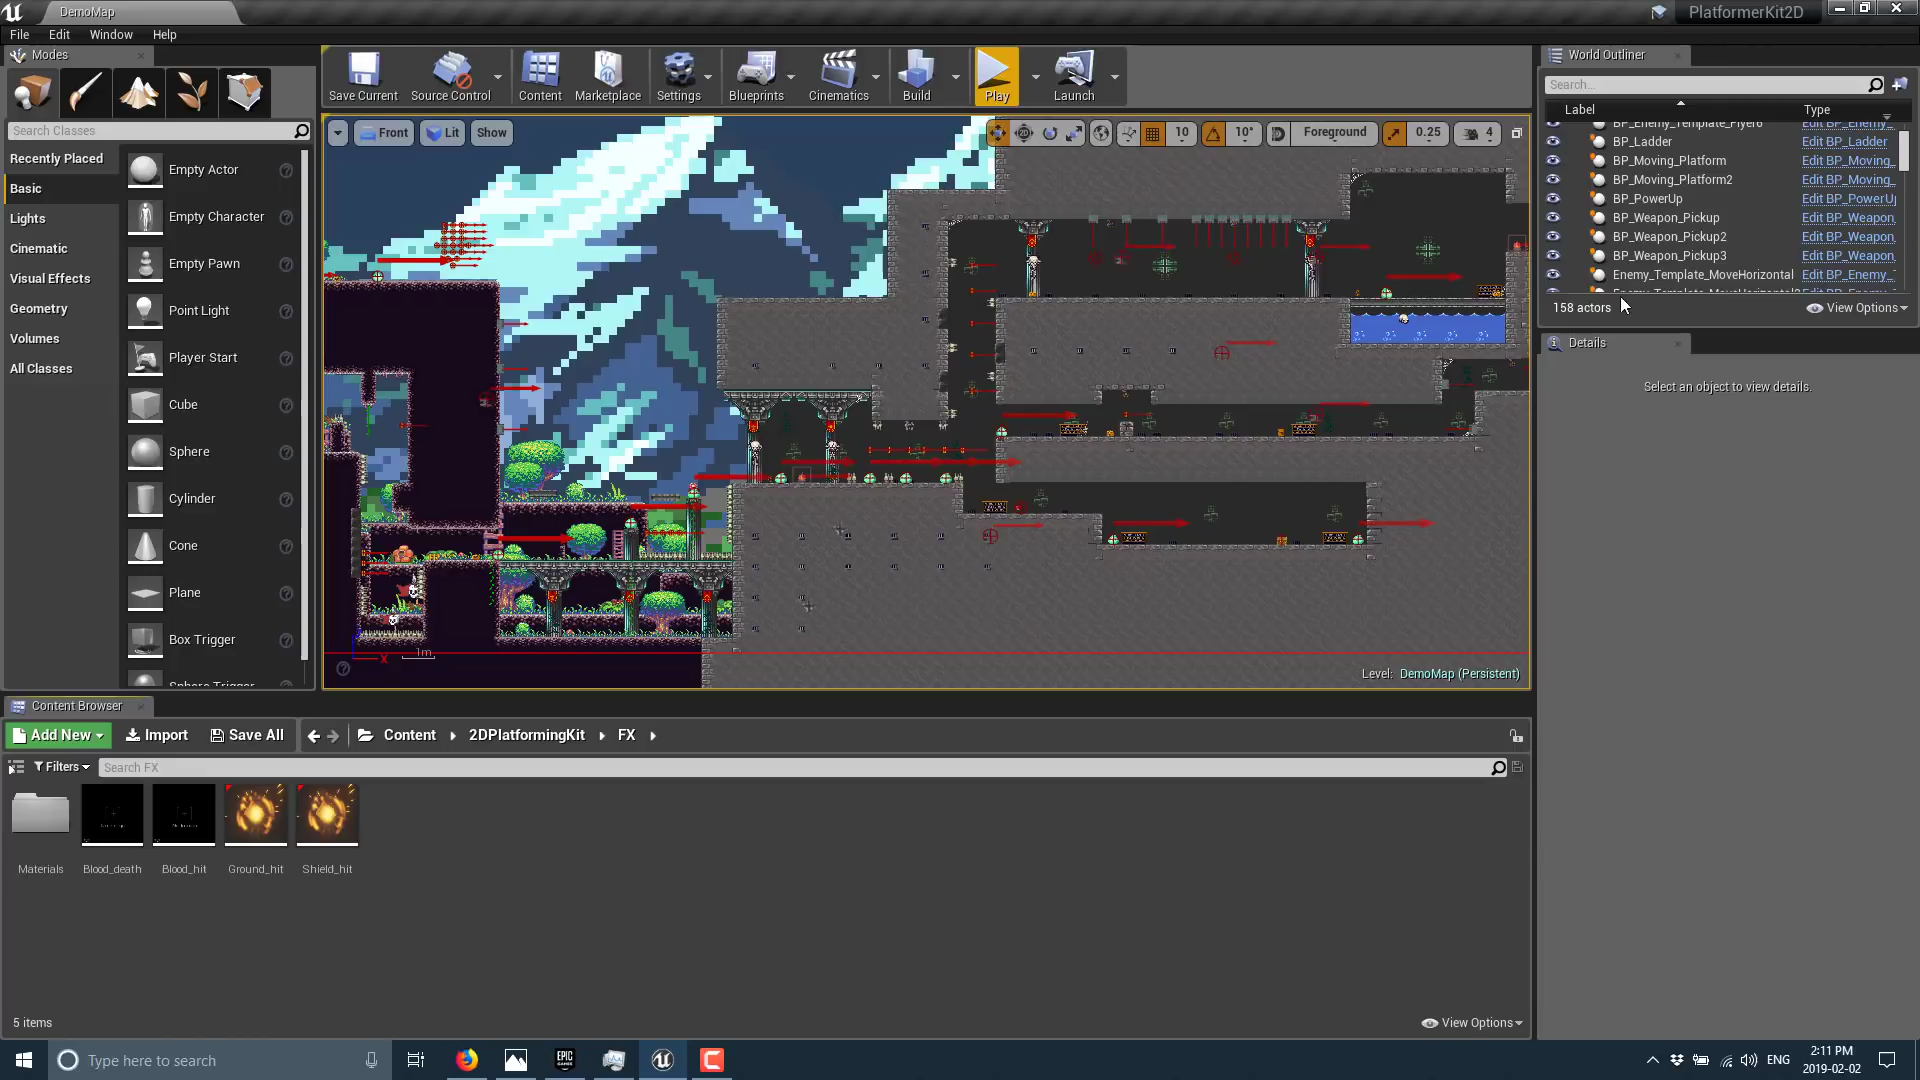 DemoMap
PlatformerKit2D
File Edit Window Help
Modes
Search Classes
Recently Placed
Basic
Lights
Cinematic
Visual Effects
Geometry
Volumes
All Classes
Empty Actor
Empty Character
Empty Pawn
Point Light
Player Start
Cube
Sphere
Cylinder
Cone
Plane
Box Trigger
Sphere Trigger
Save Current
Source Control
Content
Marketplace
Settings
Blueprints
Cinematics
Build
Play
Launch
Front
Lit
Show
10
10°
Foreground
0.25
4
1m
X
Level: DemoMap (Persistent)
World Outliner
Search...
Label Type
BP_Enemy_Template_Flyer6 Edit BP_Enemy_
BP_Ladder Edit BP_Ladder
BP_Moving_Platform Edit BP_Moving_
BP_Moving_Platform2 Edit BP_Moving_
BP_PowerUp Edit BP_PowerU
BP_Weapon_Pickup Edit BP_Weapon_
BP_Weapon_Pickup2 Edit BP_Weapon_
BP_Weapon_Pickup3 Edit BP_Weapon_
Enemy_Template_MoveHorizontal Edit BP_Enemy_
158 actors
View Options
Details
Select an object to view details.
Content Browser
Add New
Import
Save All
Content
2DPlatformingKit
FX
Filters
Search FX
Materials
Blood_death
Blood_hit
Ground_hit
Shield_hit
5 items
View Options
Type here to search
EPIC
GAMES
ENG
2:11 PM
2019-02-02